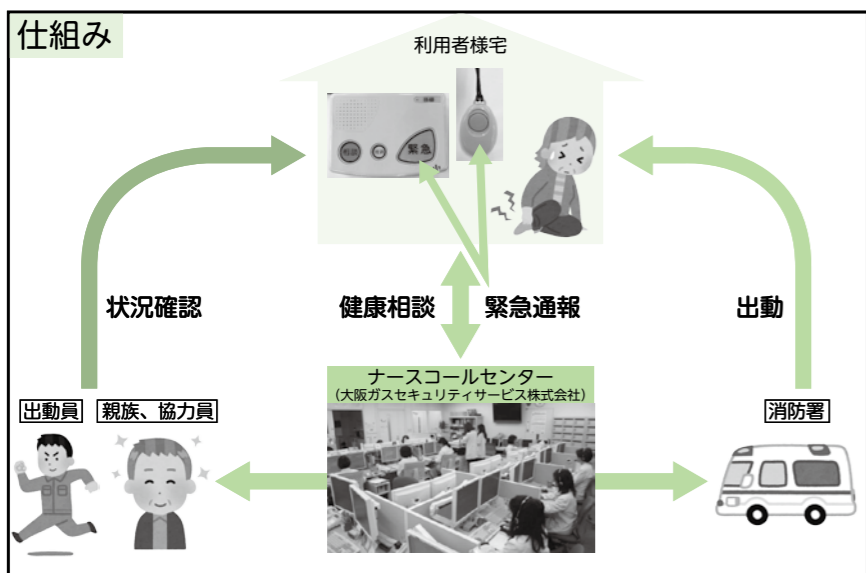 仕組み
利用者様宅
相談
緊急
状況確認
健康相談
緊急通報
出動
ナースコールセンター
(大阪ガスセキュリティサービス株式会社)
出動員
親族、協力員
消防署